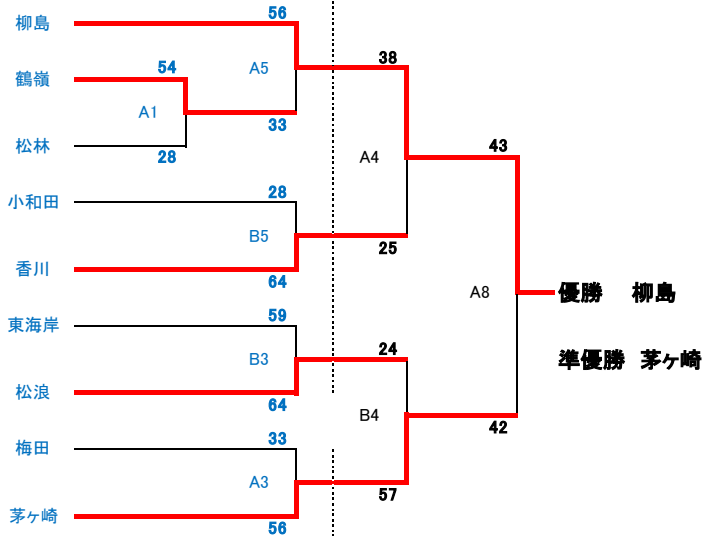 56
柳島
38
54
A5
鶴嶺
A1
33
43
松林
28
A4
28
小和田
B5
25
香川
64
A8
優勝 柳島
59
東海岸
24
準優勝 茅ヶ崎
B3
松浪
64
B4
42
33
梅田
A3
57
茅ヶ崎
56